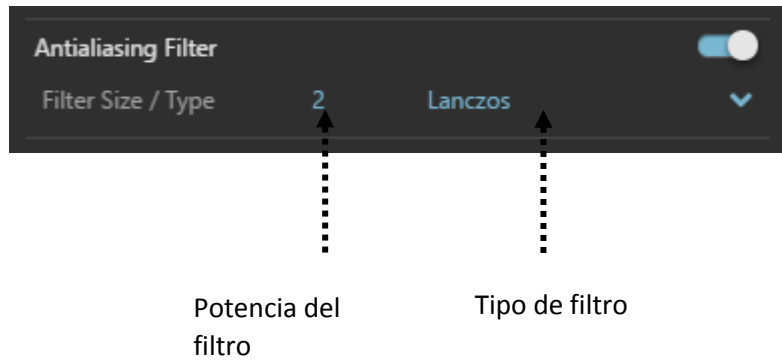 Antialiasing Filter
Filter Size / Type 2 Lanczos
Potencia del Tipo de filtro
filtro